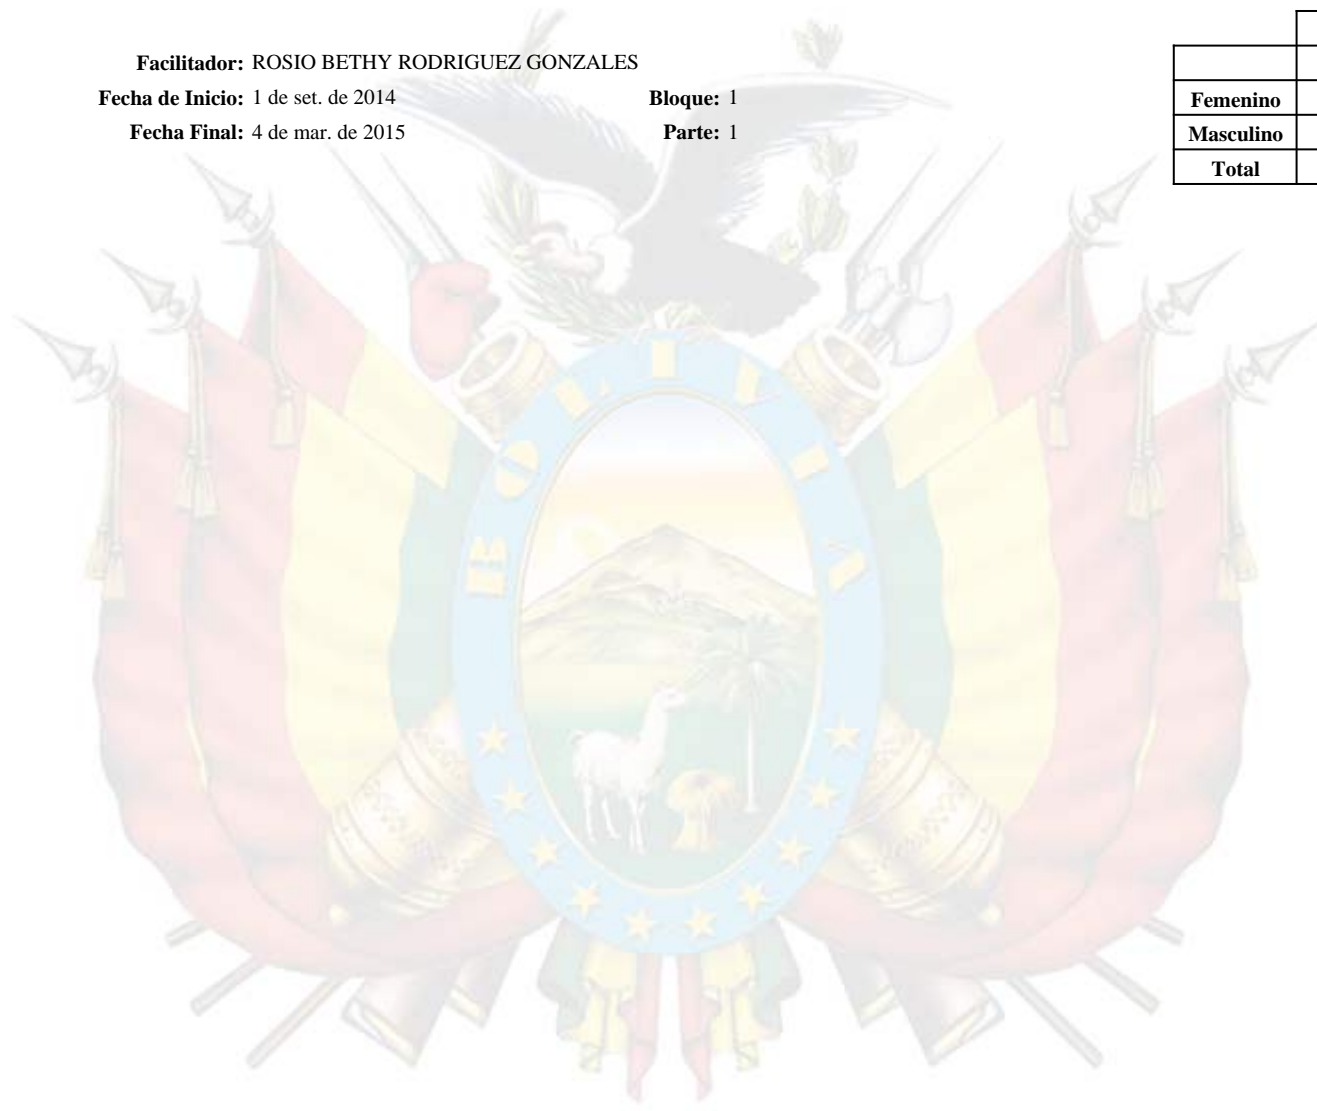 Facilitador: ROSIO BETHY RODRIGUEZ GONZALES
Fecha de Inicio: 1 de set. de 2014 Bloque: 1
Fecha Final: 4 de mar. de 2015 Parte: 1
Femenino
Masculino
Total
BOLIVIA